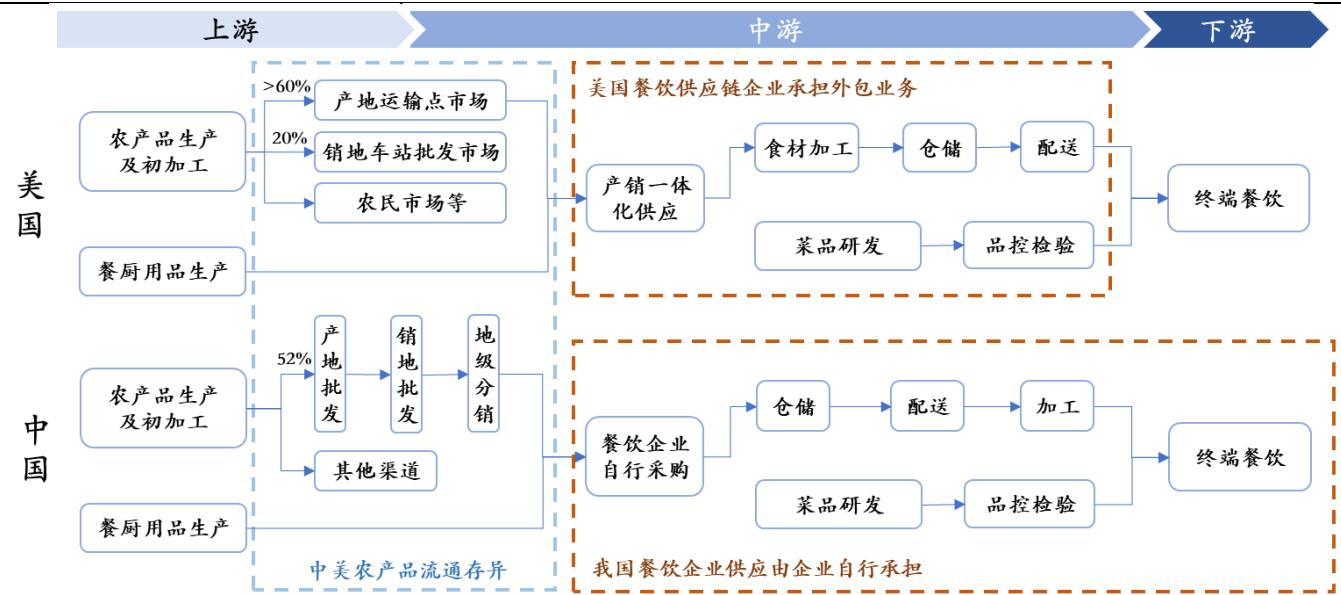 上游
中游
下游
美国
农产品生产
及初加工
>60%
产地运输点市场
20%
销地车站批发市场
农民市场等
餐厨用品生产
美国餐饮供应链企业承担外包业务
产销一体
化供应
食材加工
仓储
配送
菜品研发
品控检验
终端餐饮
中国
农产品生产
及初加工
52%
产地批发
销地批发
地级分销
其他渠道
餐厨用品生产
中美农产品流通存异
餐饮企业
自行采购
仓储
配送
加工
菜品研发
品控检验
终端餐饮
我国餐饮企业供应由企业自行承担